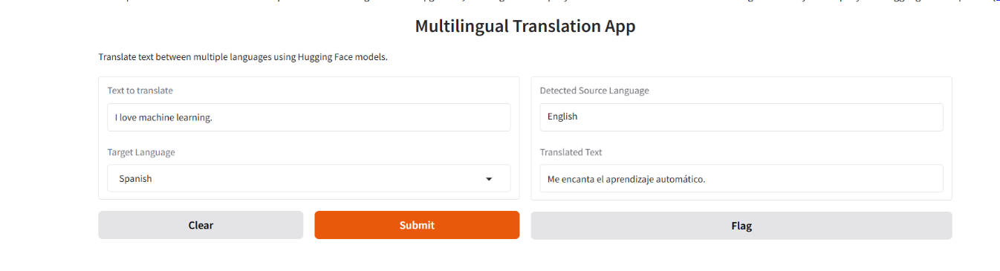 Multilingual Translation App
Translate text between multiple languages using Hugging Face models.
Text to translate
I love machine learning.
Target Language
Spanish
Clear
Submit
Detected Source Language
English
Translated Text
Me encanta el aprendizaje automático.
Flag